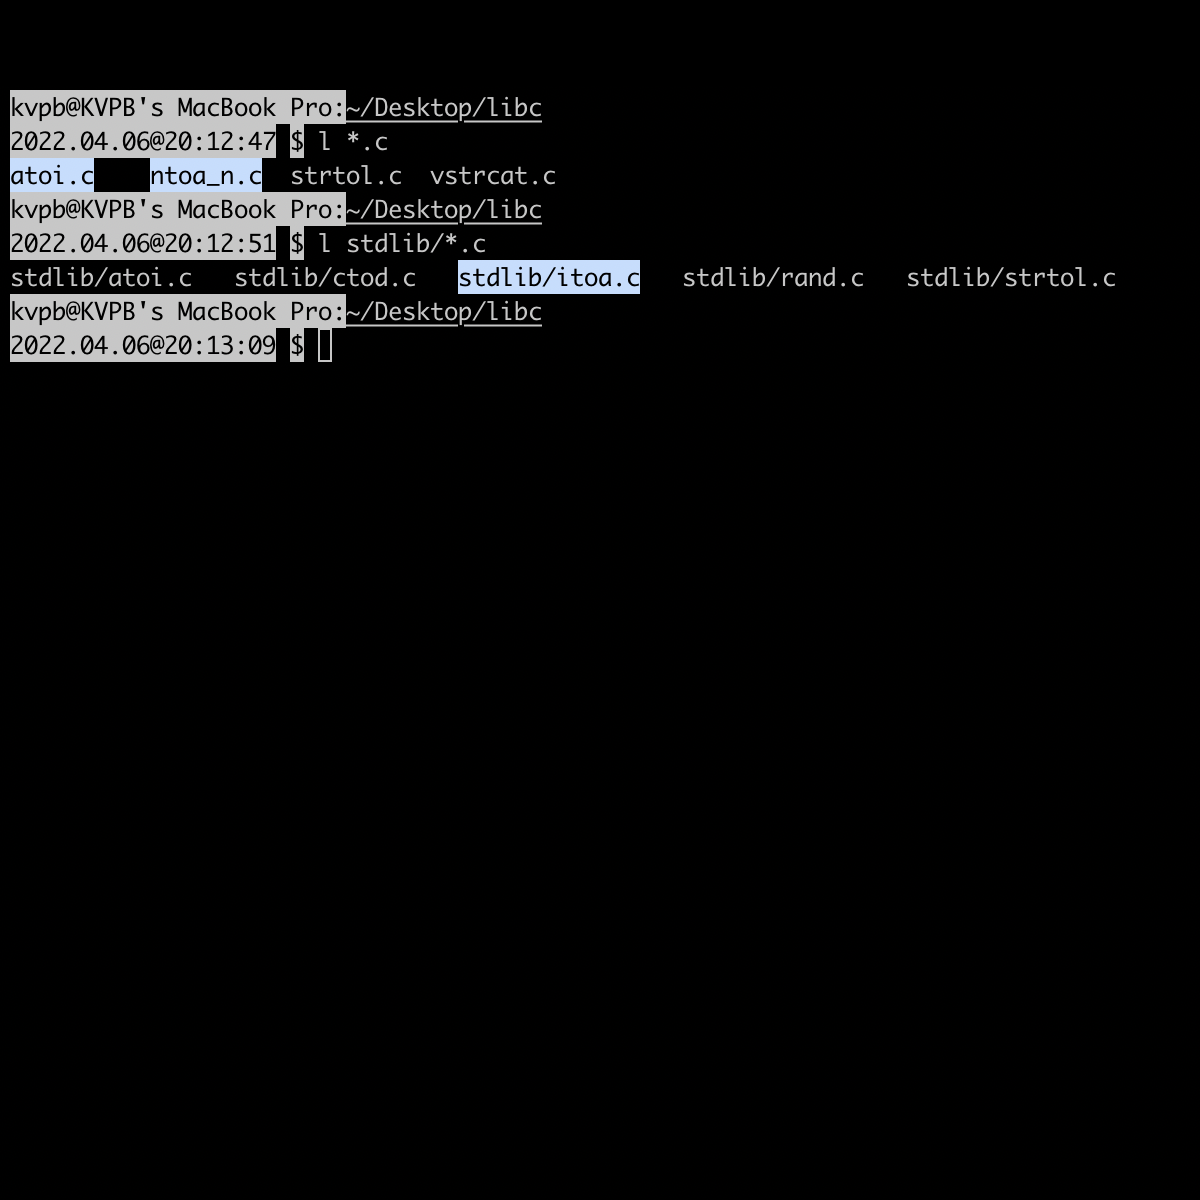 kvpb@KVPB's MacBook Pro:~/Desktop/libc
2022.04.06@20:12:47 $ l *.c
atoi.c    ntoa_n.c  strtol.c  vstrcat.c
kvpb@KVPB's MacBook Pro:~/Desktop/libc
2022.04.06@20:12:51 $ l stdlib/*.c
stdlib/atoi.c   stdlib/ctod.c   stdlib/itoa.c   stdlib/rand.c   stdlib/strtol.c
kvpb@KVPB's MacBook Pro:~/Desktop/libc
2022.04.06@20:13:09 $